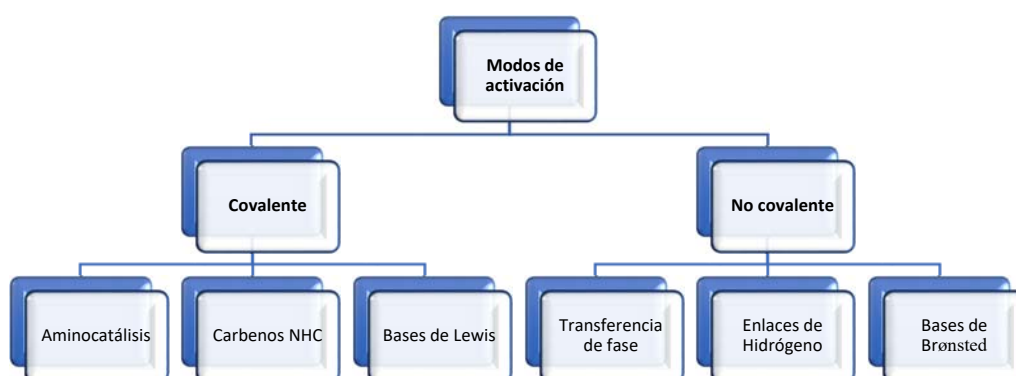 Modos de
activación
Covalente
No covalente
Aminocatálisis
Carbenos NHC
Bases de Lewis
Transferencia
de fase
Enlaces de
Hidrógeno
Bases de
Brønsted